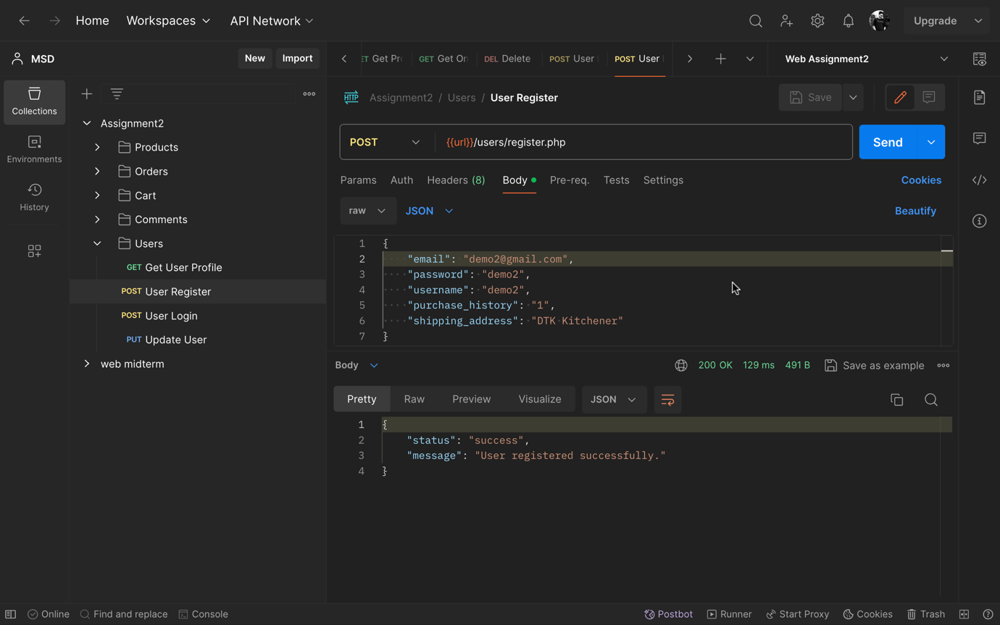 Home Workspaces API Network Upgrade
MSD New Import
GET Get On DEL Delete POST User POST User Web Assignment2
Collections
Environments
History
Assignment2
Products
Orders
Cart
Comments
Users
GET Get User Profile
POST User Register
POST User Login
PUT Update User
web midterm
HTTP Assignment2 / Users / User Register Save
POST {{url}}/users/register.php Send
Params Auth Headers (8) Body Pre-req. Tests Settings Cookies
raw JSON Beautify
1 {
2 "email": "demo2@gmail.com",
3 "password": "demo2",
4 "username": "demo2",
5 "purchase_history": "1",
6 "shipping_address": "DTK Kitchener"
7 }
Body 200 OK 129 ms 491 B Save as example
Pretty Raw Preview Visualize JSON
1 {
2 "status": "success",
3 "message": "User registered successfully."
4 }
Online Find and replace Console Postbot Runner Start Proxy Cookies Trash